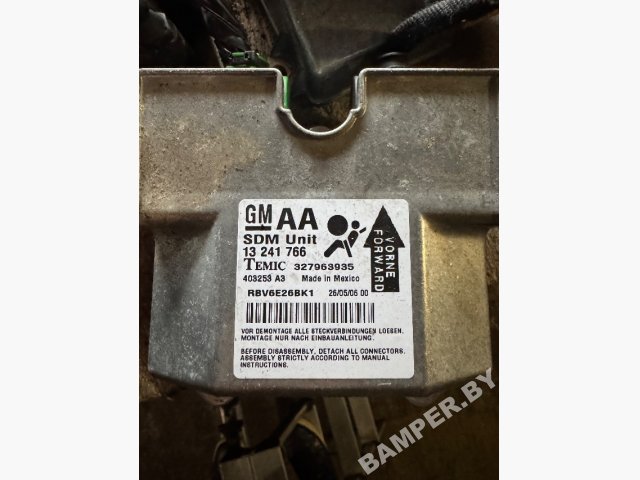 GM AA
SDM Unit
13 241 766
TEMIC 327963935
403253 A3 Made in Mexico
RBV6E26BK1 26/05/06 00
VORNE
FORWARD
VOR DEMONTAGE ALLE STECKVERBINDUNGEN LOESEN.
MONTAGE NUR NACH EINBAUANLEITUNG.
BEFORE DISASSEMBLY, DETACH ALL CONNECTORS.
ASSEMBLY STRICTLY ACCORDING TO MANUAL
INSTRUCTIONS.
BAMPER.BY